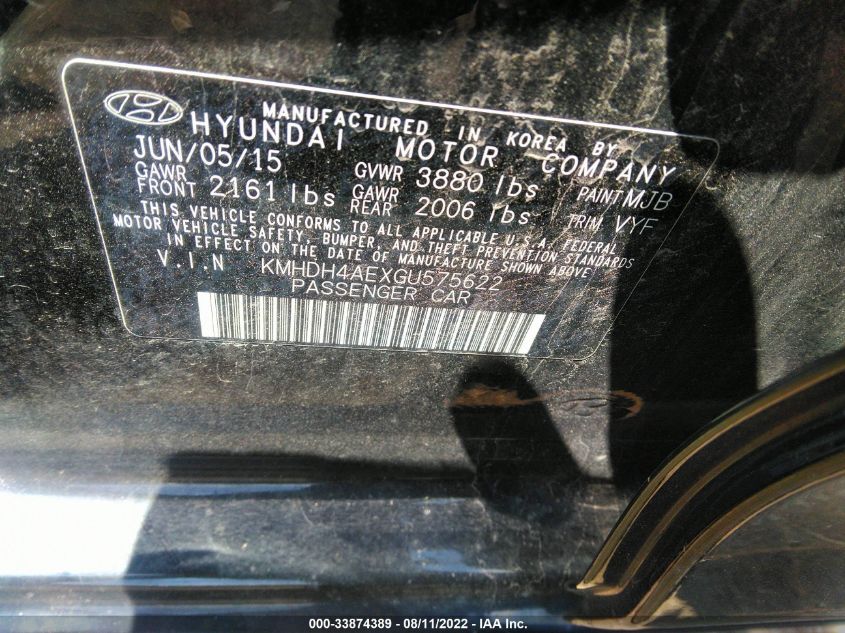 MANUFACTURED IN KOREA BY
HYUNDAI MOTOR COMPANY
JUN/05/15 GVWR 3880 lbs PAINT MJB
GAWR FRONT 2161 lbs GAWR REAR 2006 lbs TRIM VYF
THIS VEHICLE CONFORMS TO ALL APPLICABLE U.S.A. FEDERAL
MOTOR VEHICLE SAFETY, BUMPER, AND THEFT PREVENTION STANDARDS
IN EFFECT ON THE DATE OF MANUFACTURE SHOWN ABOVE
V.I.N KMHDH4AEXGU575622
PASSENGER CAR
000-33874389 - 08/11/2022 - IAA Inc.